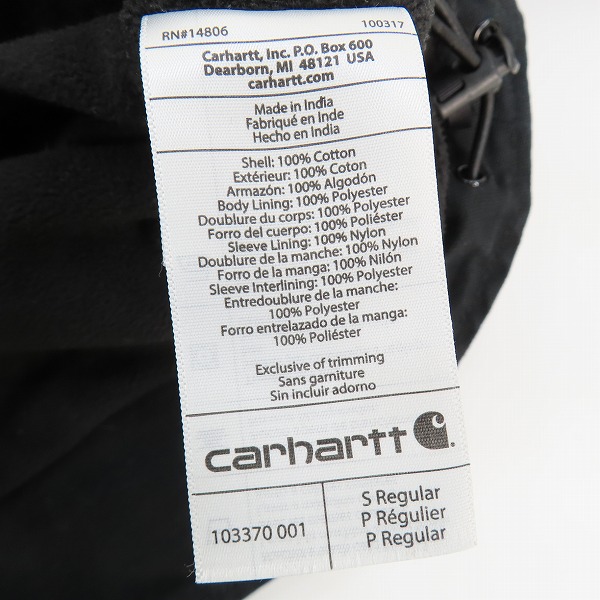 RN#14806 100317
Carhartt, Inc. P.O. Box 600
Dearborn, MI 48121 USA
carhartt.com
Made in India
Fabriqué en Inde
Hecho en India
Shell: 100% Cotton
Extérieur: 100% Coton
Armazón: 100% Algodón
Body Lining: 100% Polyester
Doublure du corps: 100% Polyester
Forro del cuerpo: 100% Poliéster
Sleeve Lining: 100% Nylon
Doublure de la manche: 100% Nylon
Forro de la manga: 100% Nilón
Sleeve Interlining: 100% Polyester
Entredoublure de la manche:
100% Polyester
Forro entrelazado de la manga:
100% Poliéster
Exclusive of trimming
Sans garniture
Sin incluir adorno
carhartt
103370 001
S Regular
P Régulier
P Regular